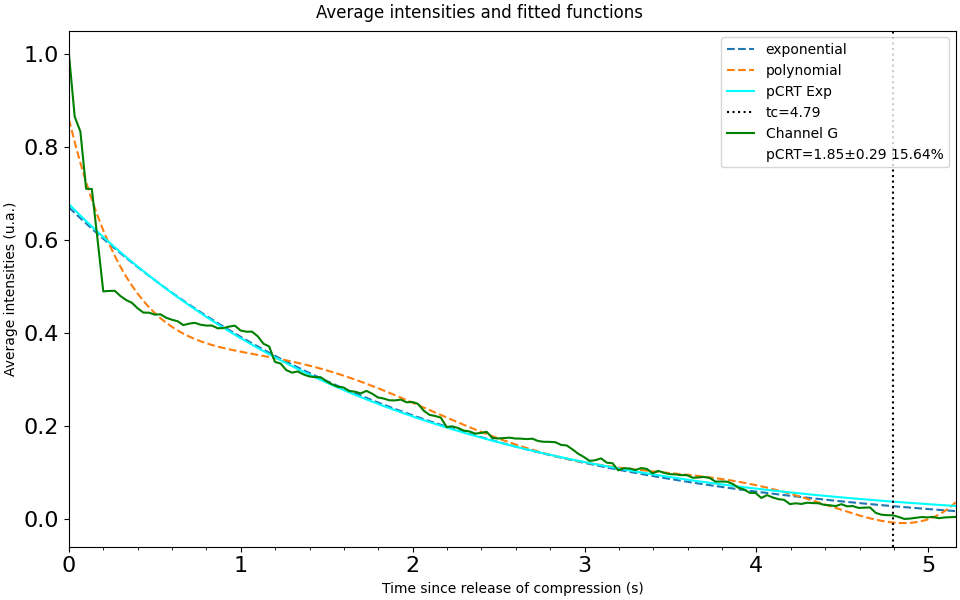 Average intensities and fitted functions
exponential
polynomial
pCRT Exp
tc=4.79
Channel G
pCRT=1.85±0.29 15.64%
Average intensities (u.a.)
1.0
0.8
0.6
0.4
0.2
0.0
0 1 2 3 4 5
Time since release of compression (s)